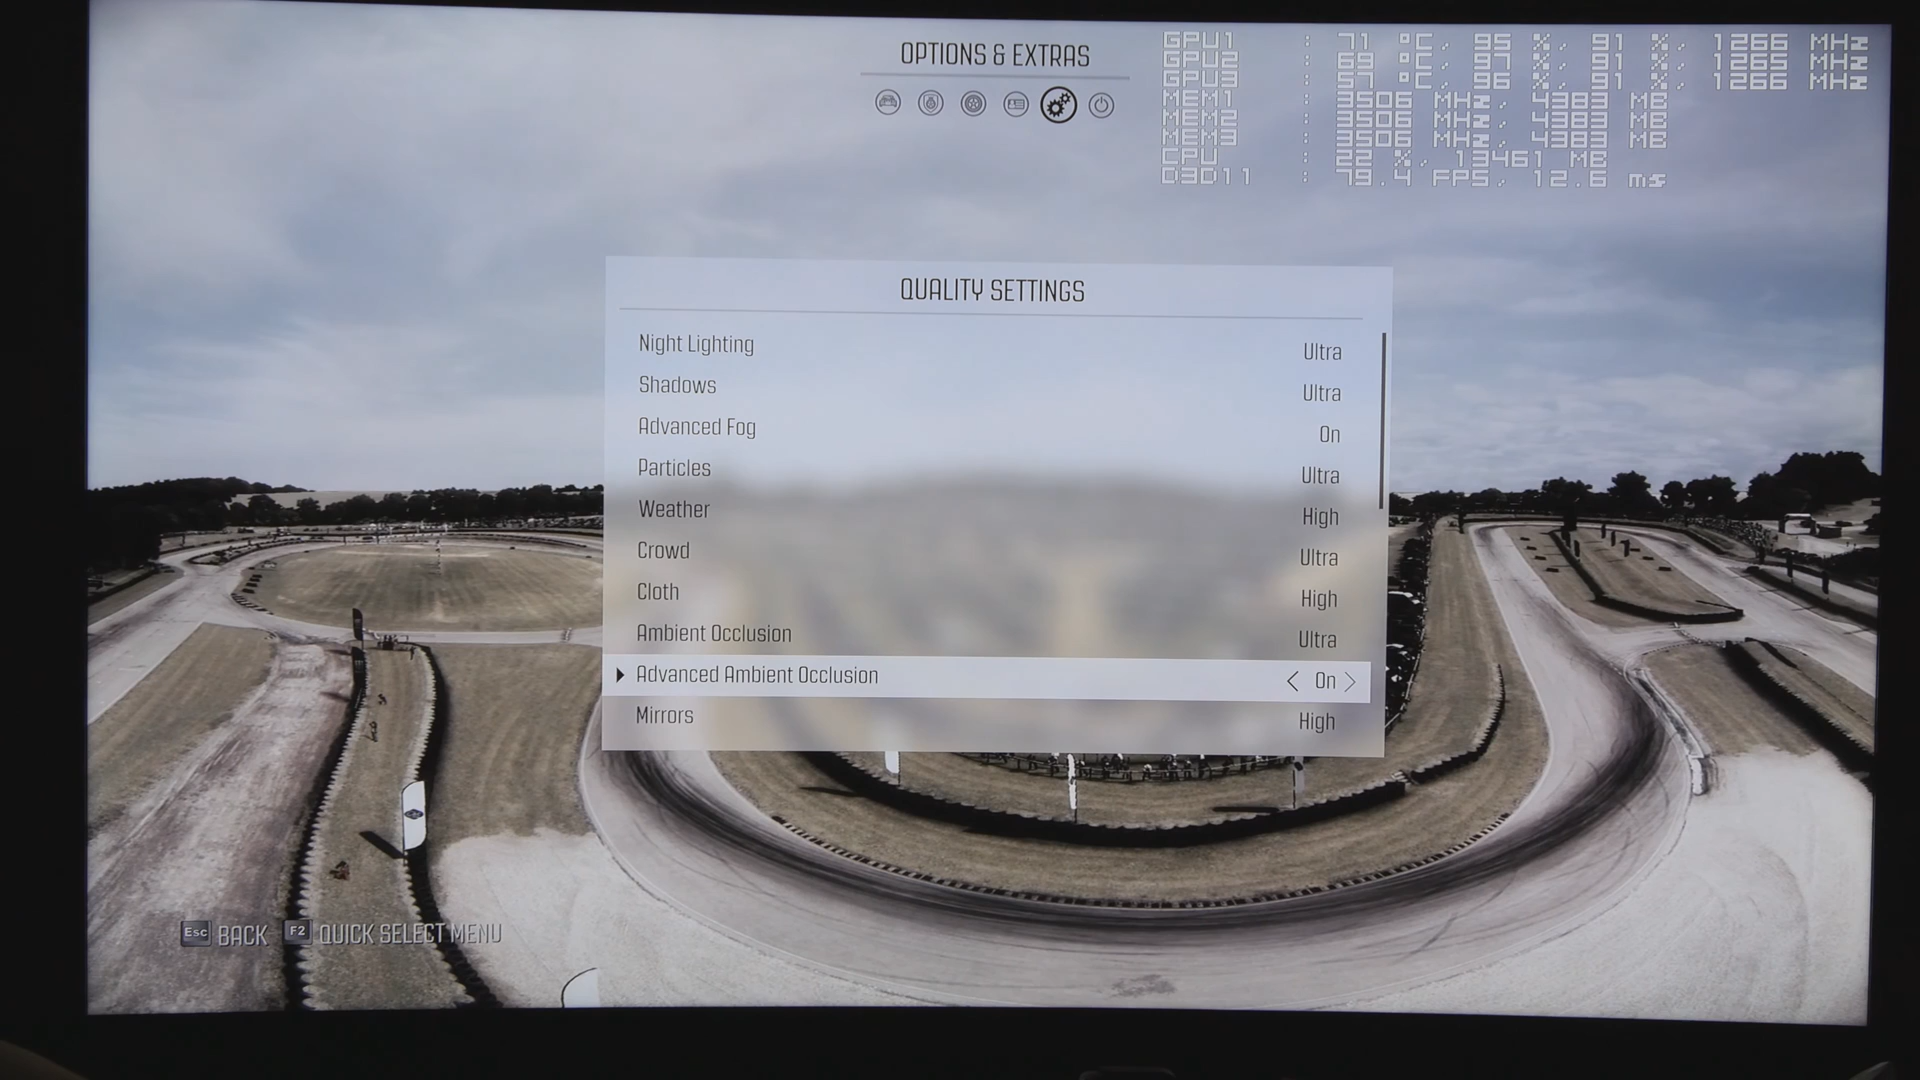 OPTIONS & EXTRAS
GPU1 : 71 °C, 95 %, 91 %, 1266 MHz
GPU2 : 69 °C, 97 %, 91 %, 1265 MHz
GPU3 : 57 °C, 96 %, 91 %, 1266 MHz
MEM1 : 3506 MHz, 4383 MB
MEM2 : 3506 MHz, 4383 MB
MEM3 : 3506 MHz, 4383 MB
CPU : 22 %, 13461 MB
D3D11 : 79.4 FPS, 12.6 ms
QUALITY SETTINGS
Night Lighting Ultra
Shadows Ultra
Advanced Fog On
Particles Ultra
Weather High
Crowd Ultra
Cloth High
Ambient Occlusion Ultra
Advanced Ambient Occlusion < On >
Mirrors High
Esc BACK F2 QUICK SELECT MENU